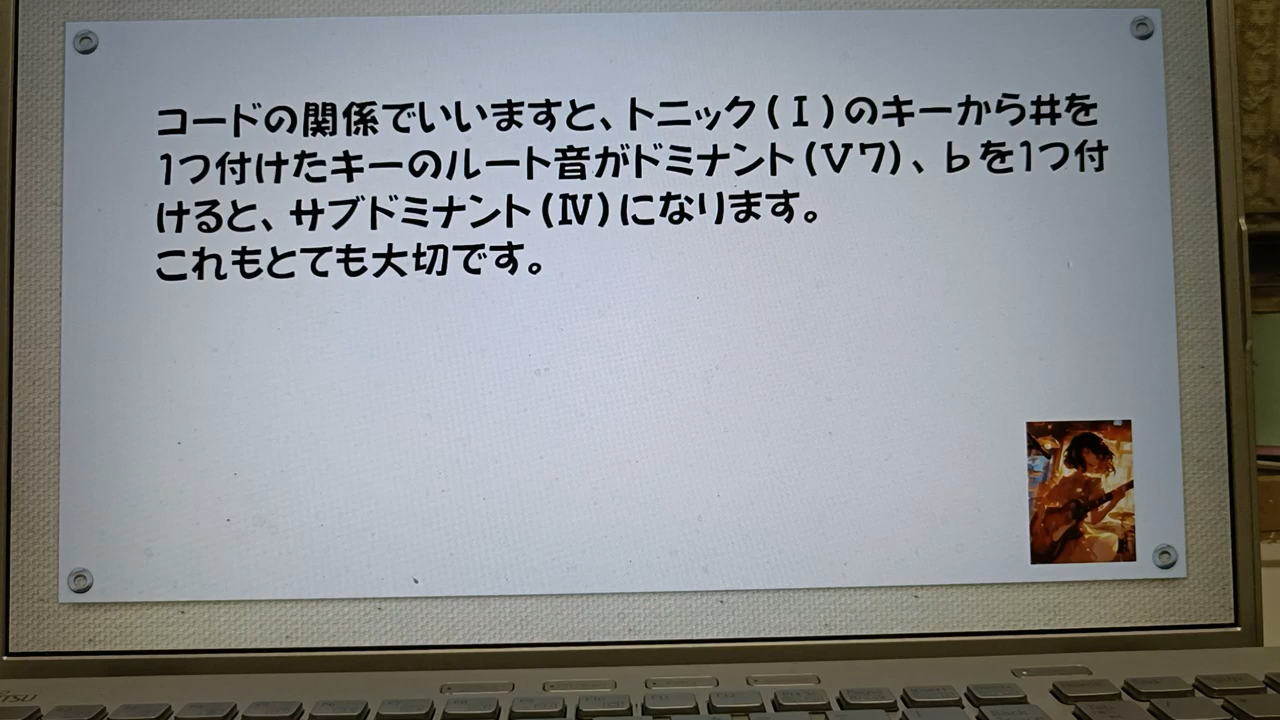 コードの関係でいいますと、トニック(Ⅰ)のキーから#を
1つ付けたキーのルート音がドミナント(Ⅴ7)、♭を1つ付
けると、サブドミナント(Ⅳ)になります。
これもとても大切です。